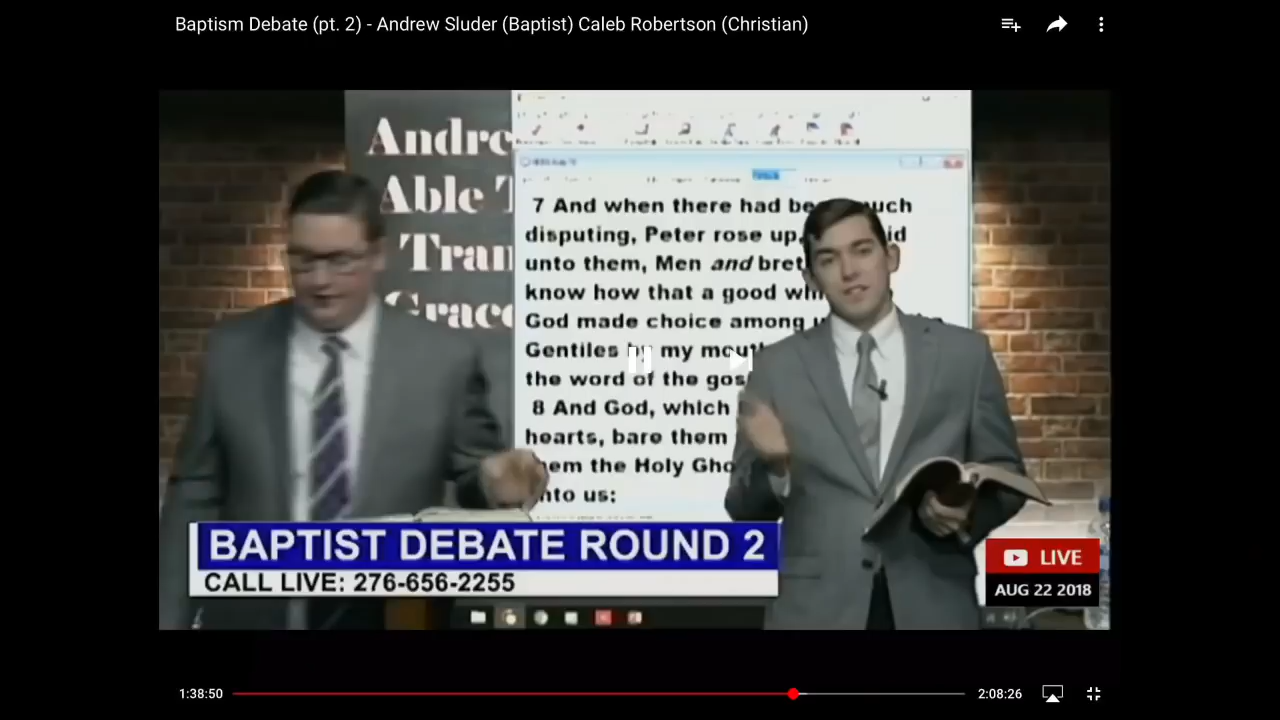 Baptism Debate (pt. 2) - Andrew Sluder (Baptist) Caleb Robertson (Christian)
Andre
Able T
Tran
Grace
7 And when there had be uch
disputing, Peter rose up, id
unto them, Men and bret
know how that a good wh
God made choice among
Gentiles by my mout
the word of the gos
8 And God, which
hearts, bare them
hem the Holy Gho
nto us:
BAPTIST DEBATE ROUND 2
CALL LIVE: 276-656-2255
LIVE
AUG 22 2018
1:38:50
2:08:26